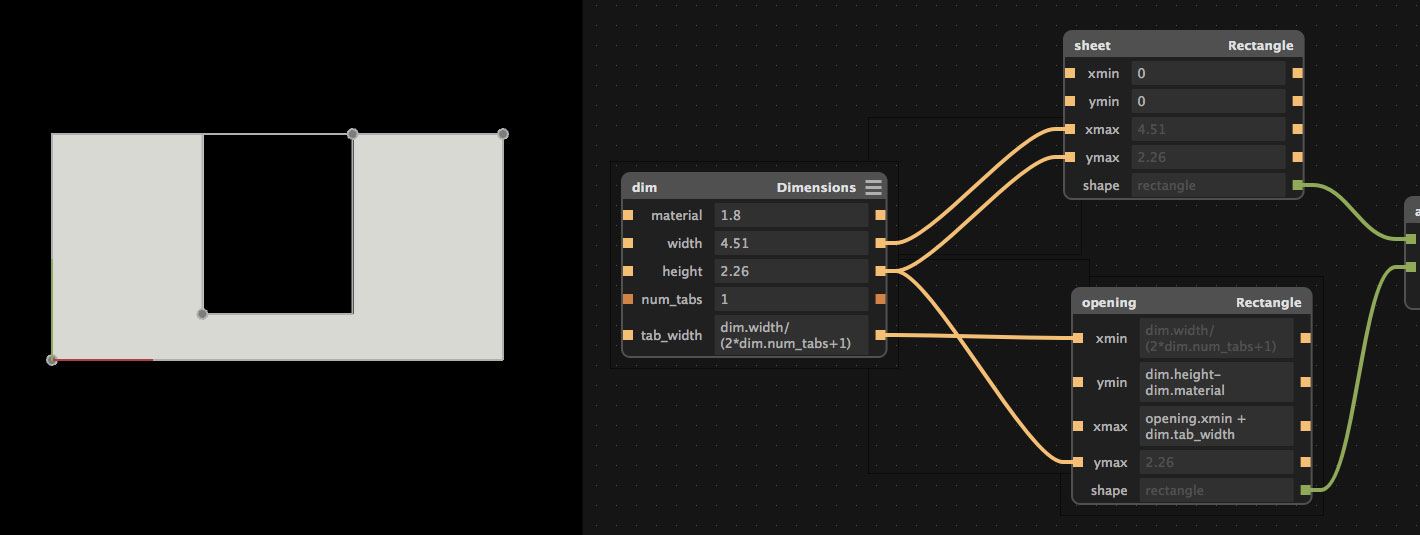 sheet Rectangle
xmin 0
ymin 0
xmax 4.51
ymax 2.26
shape rectangle
dim Dimensions
material 1.8
width 4.51
height 2.26
num_tabs 1
tab_width dim.width/
(2*dim.num_tabs+1)
a
opening Rectangle
xmin dim.width/
(2*dim.num_tabs+1)
ymin dim.height-
dim.material
xmax opening.xmin +
dim.tab_width
ymax 2.26
shape rectangle